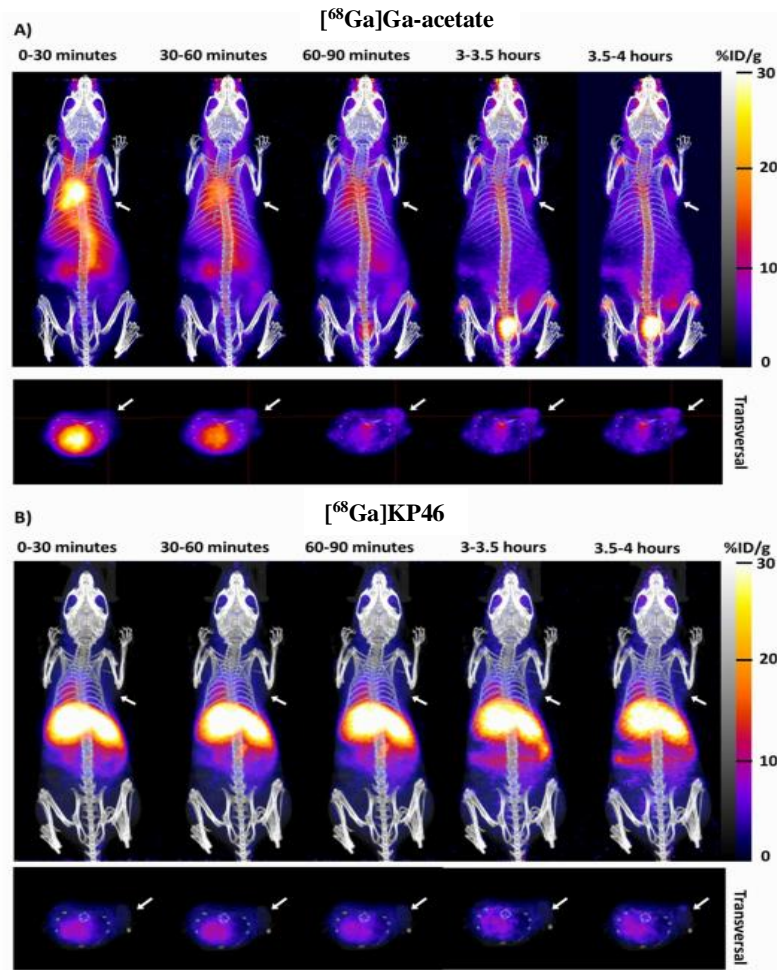 [⁶⁸Ga]Ga-acetate
A)
0-30 minutes 30-60 minutes 60-90 minutes 3-3.5 hours 3.5-4 hours %ID/g
30
20
10
0
Transversal
[⁶⁸Ga]KP46
B)
0-30 minutes 30-60 minutes 60-90 minutes 3-3.5 hours 3.5-4 hours %ID/g
30
20
10
0
Transversal